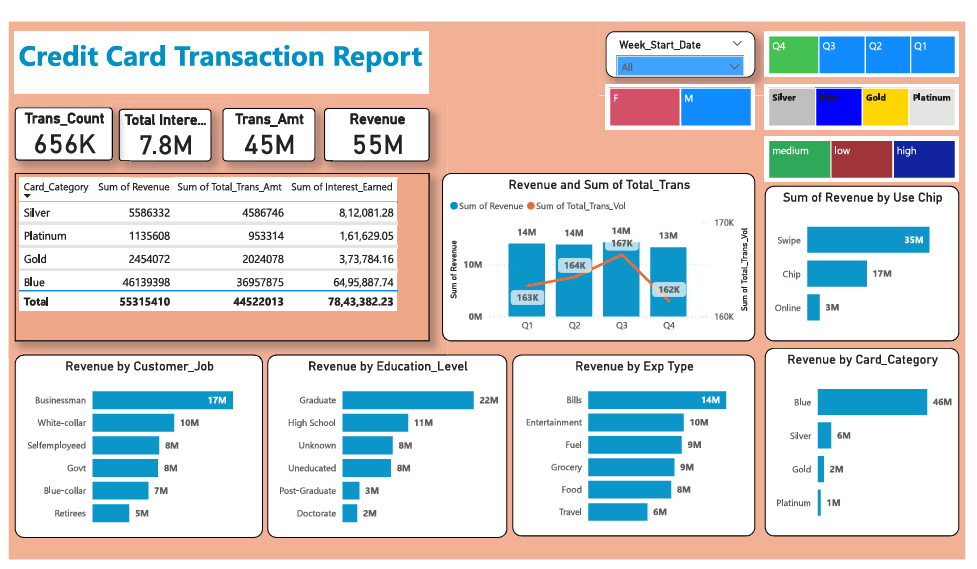 Credit Card Transaction Report
Week_Start_Date
All
Q4 Q3 Q2 Q1
F M
Silver Blue Gold Platinum
medium low high
Trans_Count
656K
Total Intere...
7.8M
Trans_Amt
45M
Revenue
55M
Card_Category Sum of Revenue Sum of Total_Trans_Amt Sum of Interest_Earned
Silver 5586332 4586746 8,12,081.28
Platinum 1135608 953314 1,61,629.05
Gold 2454072 2024078 3,73,784.16
Blue 46139398 36957875 64,95,887.74
Total 55315410 44522013 78,43,382.23
Revenue and Sum of Total_Trans
Sum of Revenue Sum of Total_Trans_Vol
Sum of Revenue
10M
0M
14M 14M 14M 13M
163K 164K 167K 162K
Q1 Q2 Q3 Q4
170K
160K
Sum of Total_Trans_Vol
Sum of Revenue by Use Chip
Swipe 35M
Chip 17M
Online 3M
Revenue by Customer_Job
Businessman 17M
White-collar 10M
Selfemployeed 8M
Govt 8M
Blue-collar 7M
Retirees 5M
Revenue by Education_Level
Graduate 22M
High School 11M
Unknown 8M
Uneducated 8M
Post-Graduate 3M
Doctorate 2M
Revenue by Exp Type
Bills 14M
Entertainment 10M
Fuel 9M
Grocery 9M
Food 8M
Travel 6M
Revenue by Card_Category
Blue 46M
Silver 6M
Gold 2M
Platinum 1M